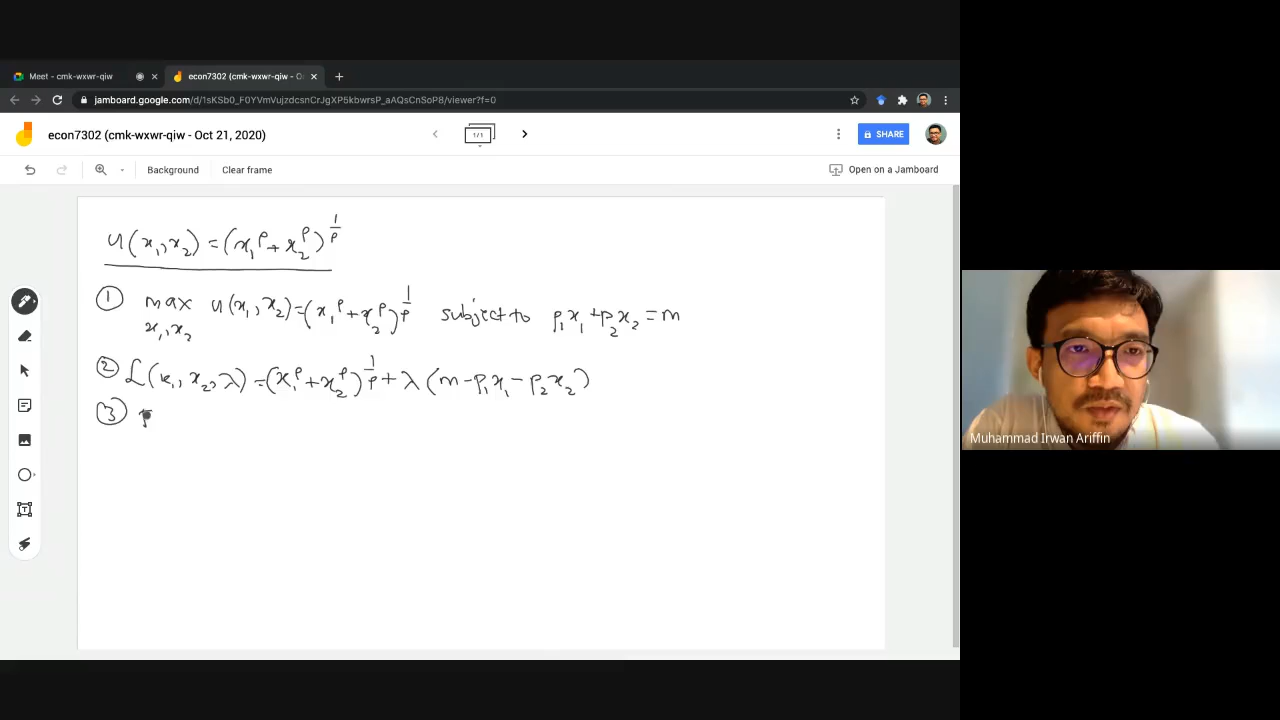 Meet - cmk-wxwr-qiw
econ7302 (cmk-wxwr-qiw - O
jamboard.google.com/d/1sKSb0_F0YVmVujzdcsnCrJgXP5kbwrsP_aAQsCnSoP8/viewer?f=0
econ7302 (cmk-wxwr-qiw - Oct 21, 2020)
1/1
SHARE
Background
Clear frame
Open on a Jamboard
u(x₁, x₂) = (x₁^ρ + x₂^ρ)^(1/ρ)
① max x₁, x₂ u(x₁, x₂) = (x₁^ρ + x₂^ρ)^(1/ρ) subject to p₁x₁ + p₂x₂ = m
② L(x₁, x₂, λ) = (x₁^ρ + x₂^ρ)^(1/ρ) + λ(m - p₁x₁ - p₂x₂)
③
Muhammad Irwan Ariffin